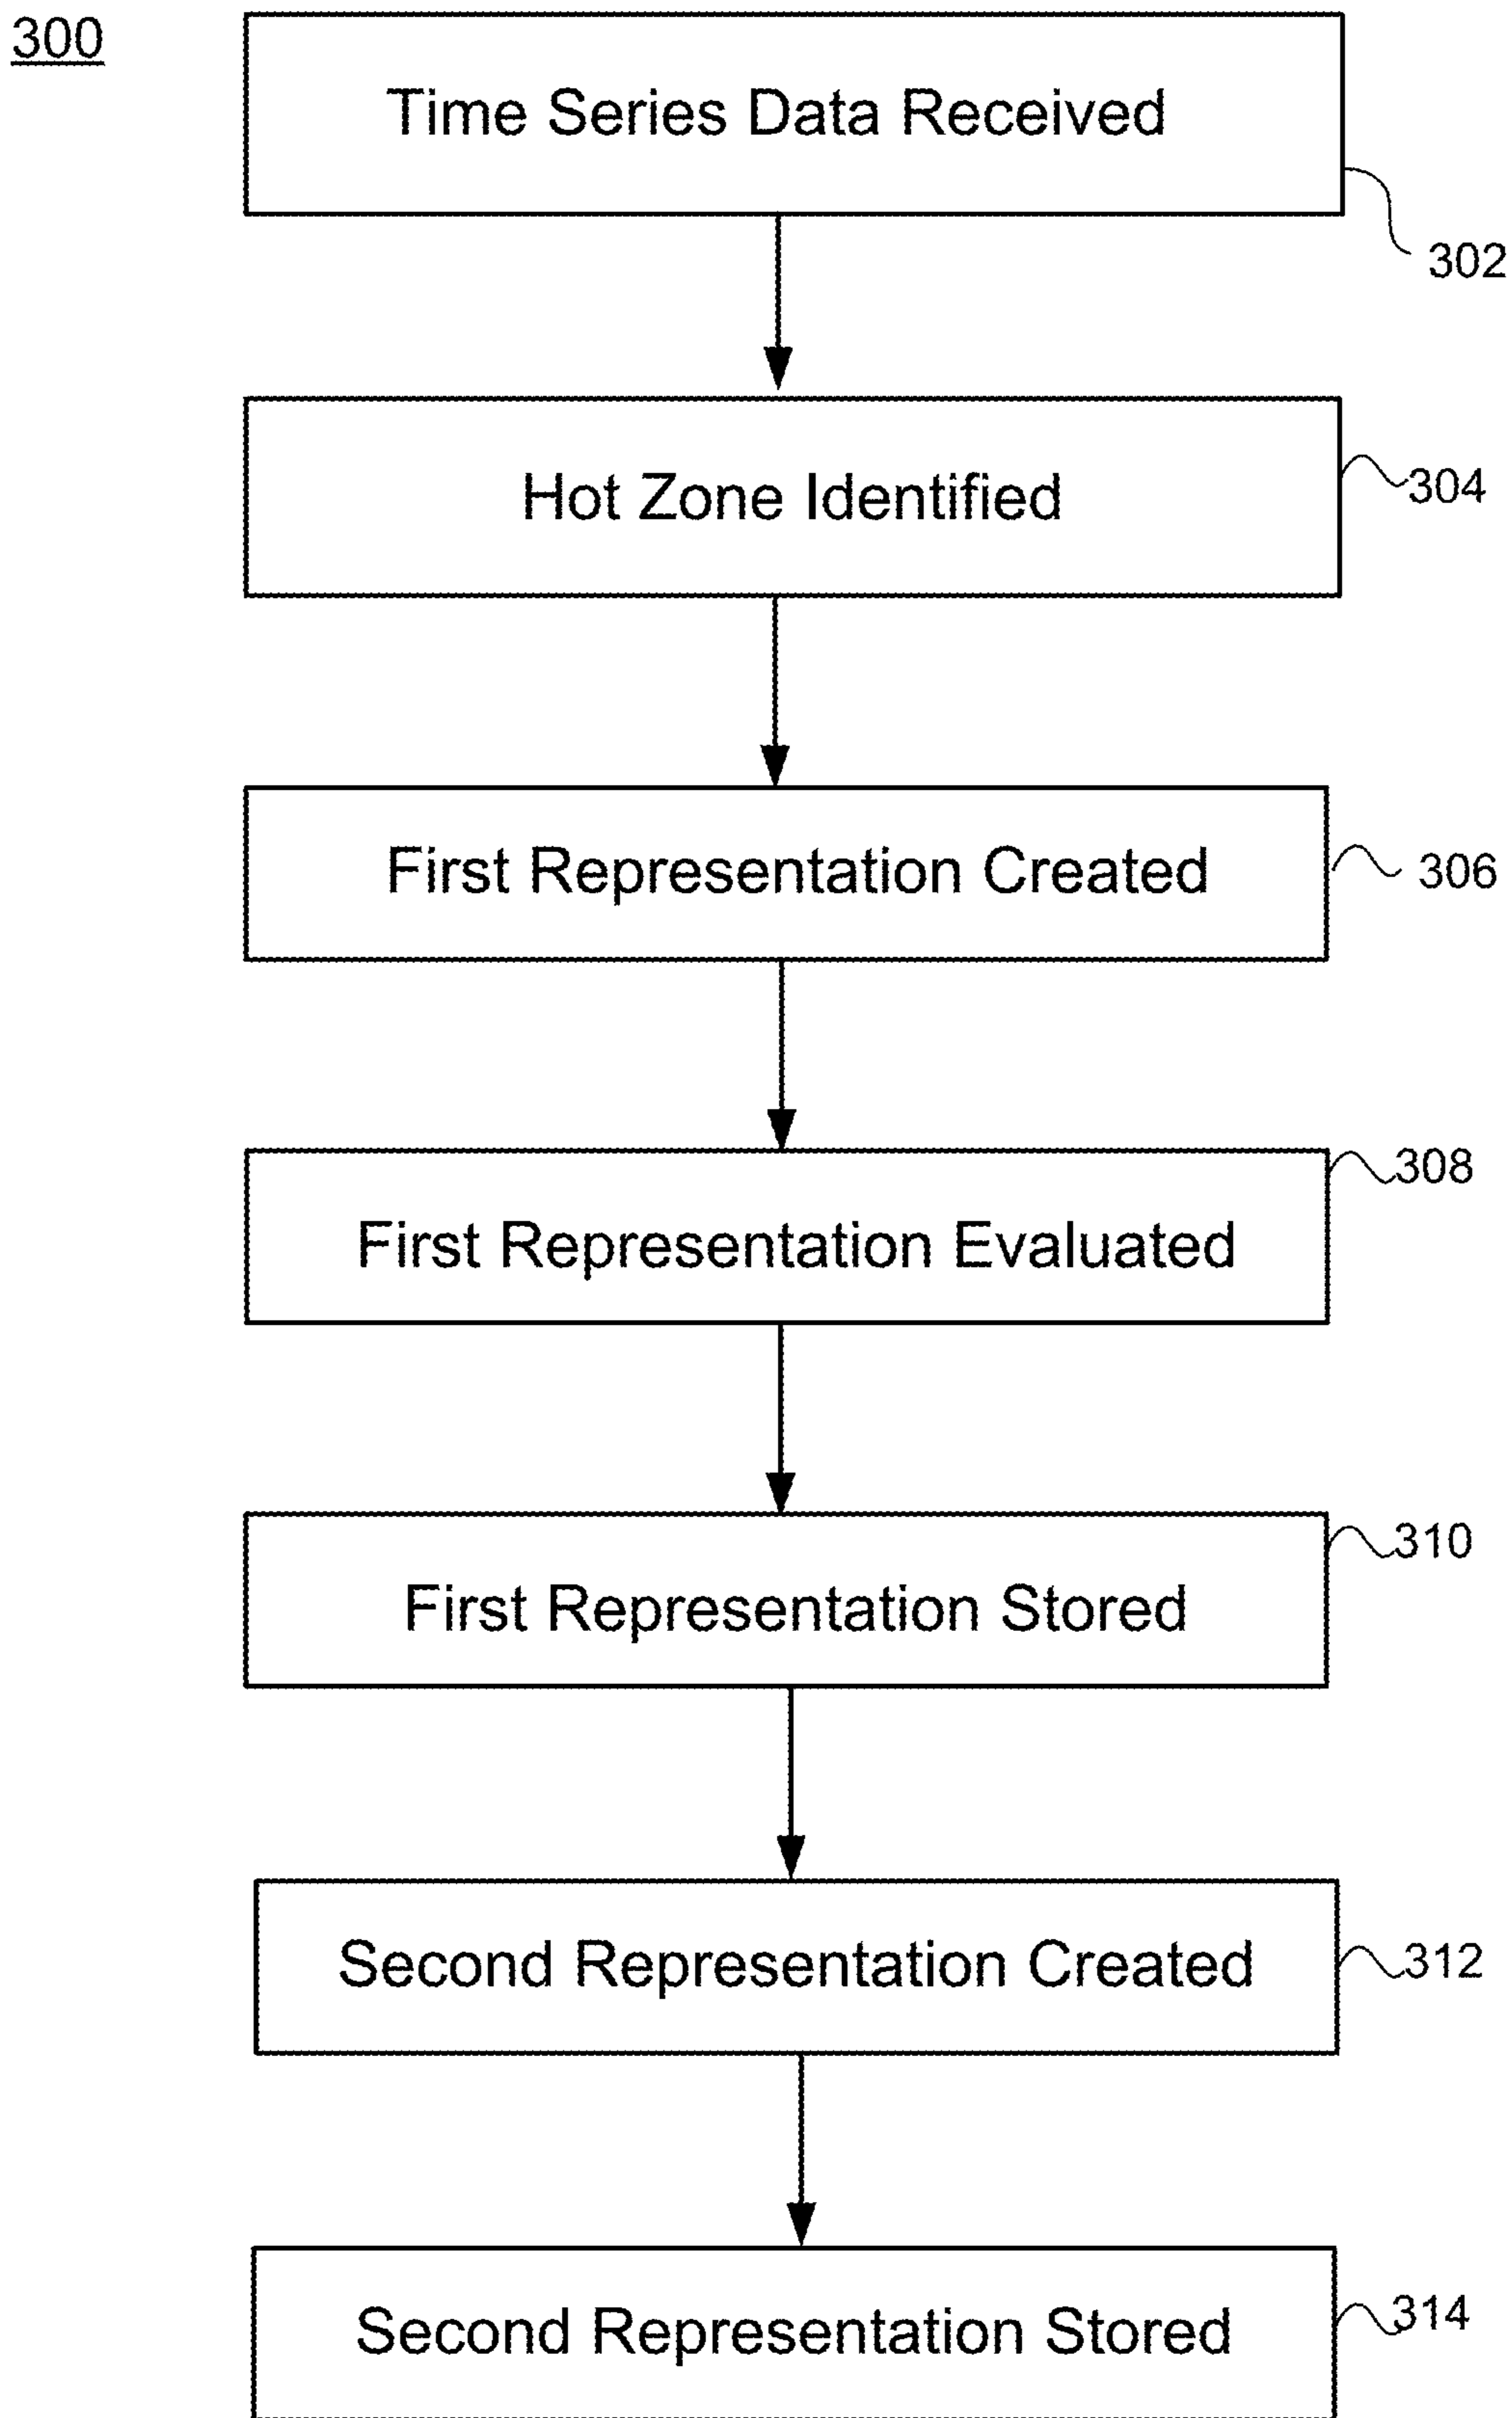 300
Time Series Data Received
302
Hot Zone Identified
304
First Representation Created
306
308
First Representation Evaluated
310
First Representation Stored
Second Representation Created
312
Second Representation Stored
314